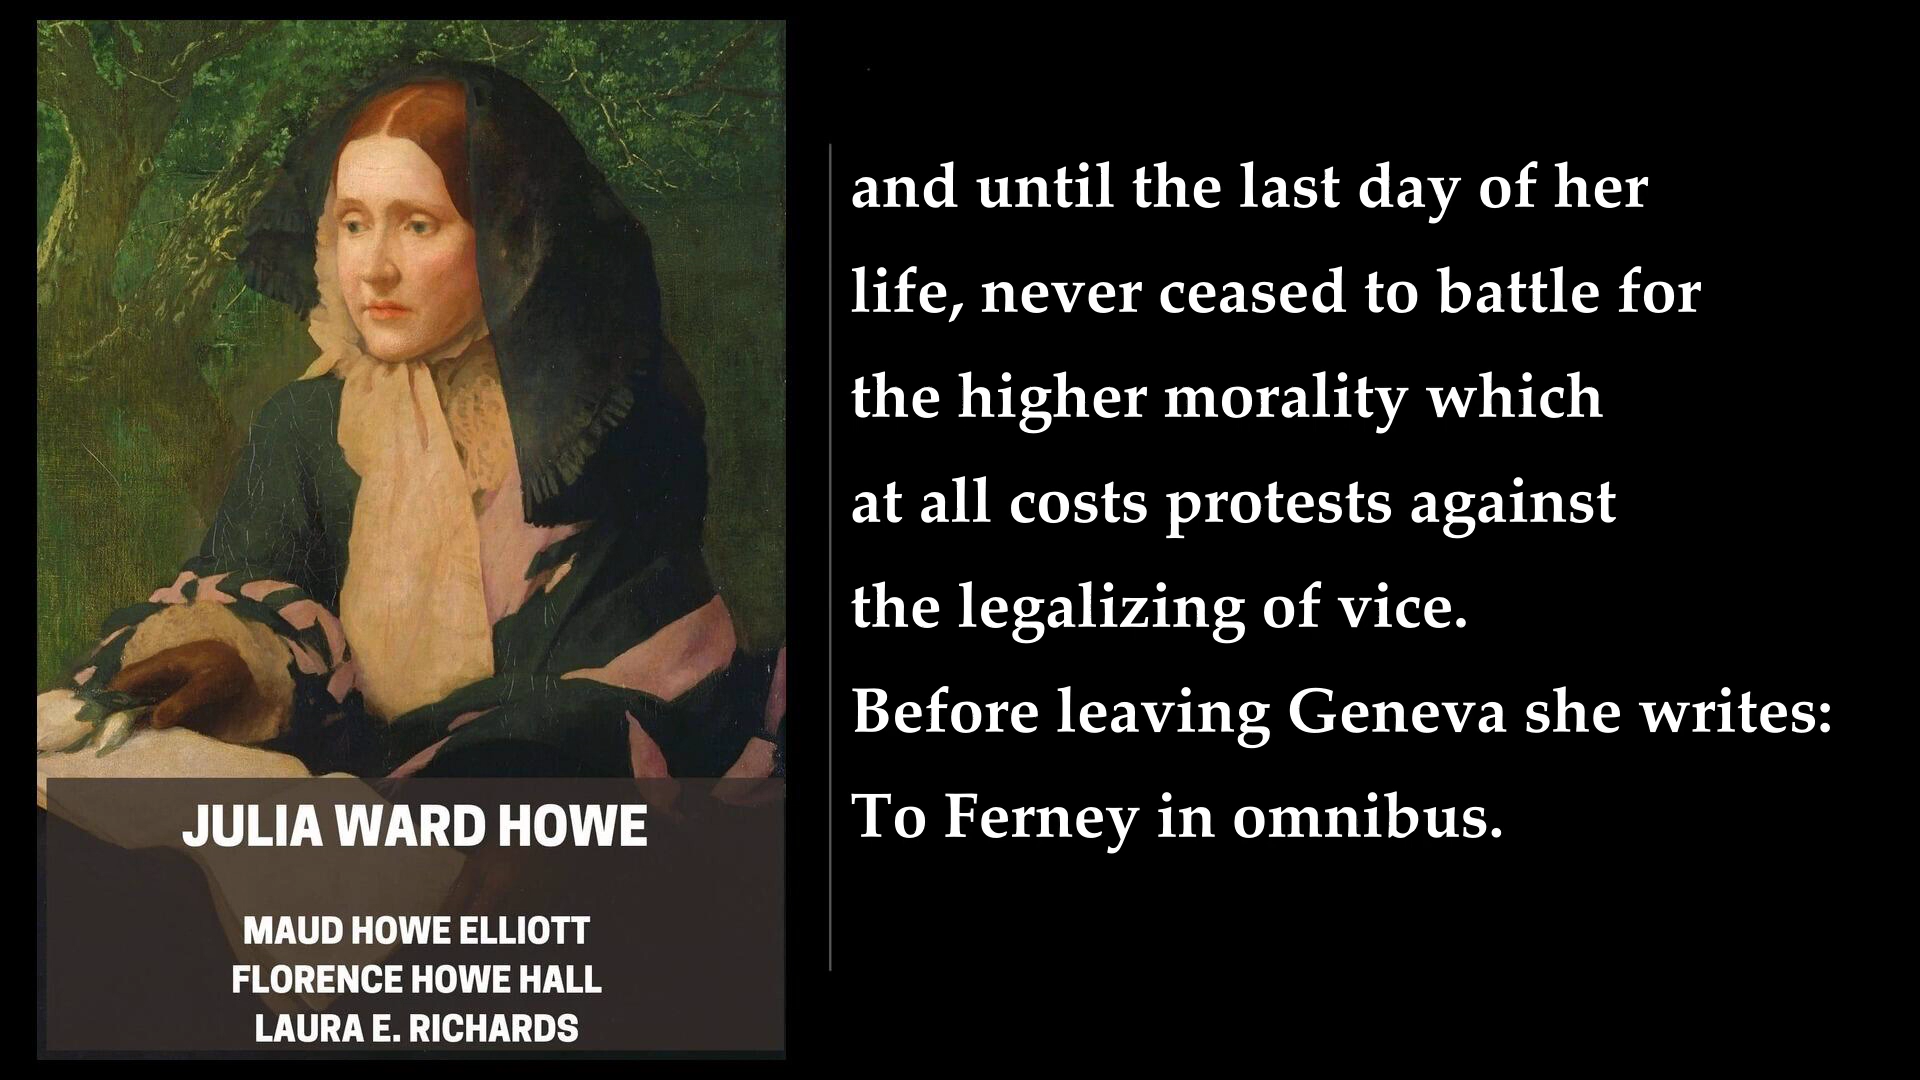 JULIA WARD HOWE
MAUD HOWE ELLIOTT
FLORENCE HOWE HALL
LAURA E. RICHARDS
and until the last day of her
life, never ceased to battle for
the higher morality which
at all costs protests against
the legalizing of vice.
Before leaving Geneva she writes:
To Ferney in omnibus.